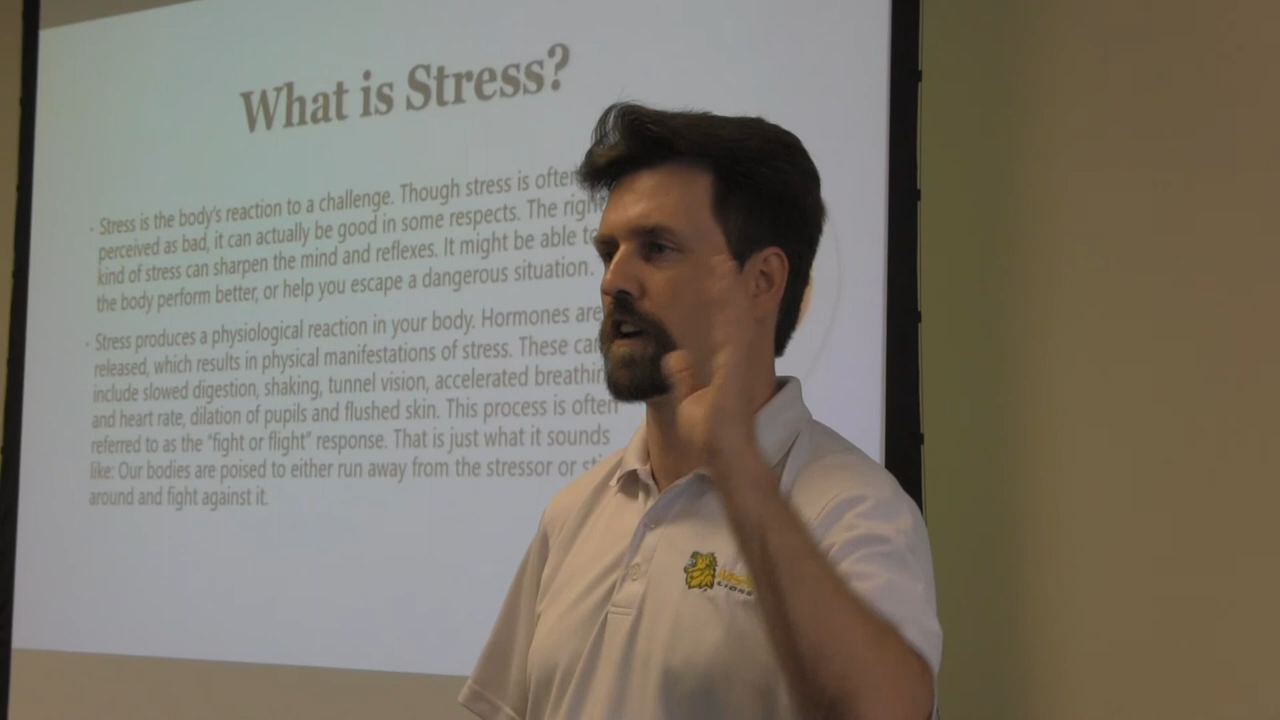 What is Stress?
Stress is the body's reaction to a challenge. Though stress is often
perceived as bad, it can actually be good in some respects. The right
kind of stress can sharpen the mind and reflexes. It might be able to
the body perform better, or help you escape a dangerous situation.
Stress produces a physiological reaction in your body. Hormones are
released, which results in physical manifestations of stress. These can
include slowed digestion, shaking, tunnel vision, accelerated breathin
and heart rate, dilation of pupils and flushed skin. This process is often
referred to as the "fight or flight" response. That is just what it sounds
like: Our bodies are poised to either run away from the stressor or
around and fight against it.
LIONS